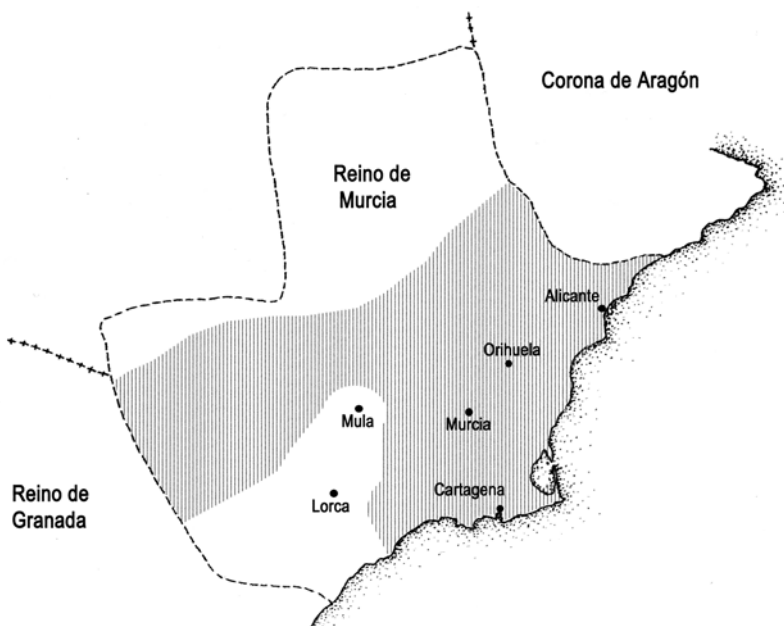 Corona de Aragón
Reino de
Murcia
Alicante
Orihuela
Mula
Murcia
Reino de
Granada
Lorca
Cartagena